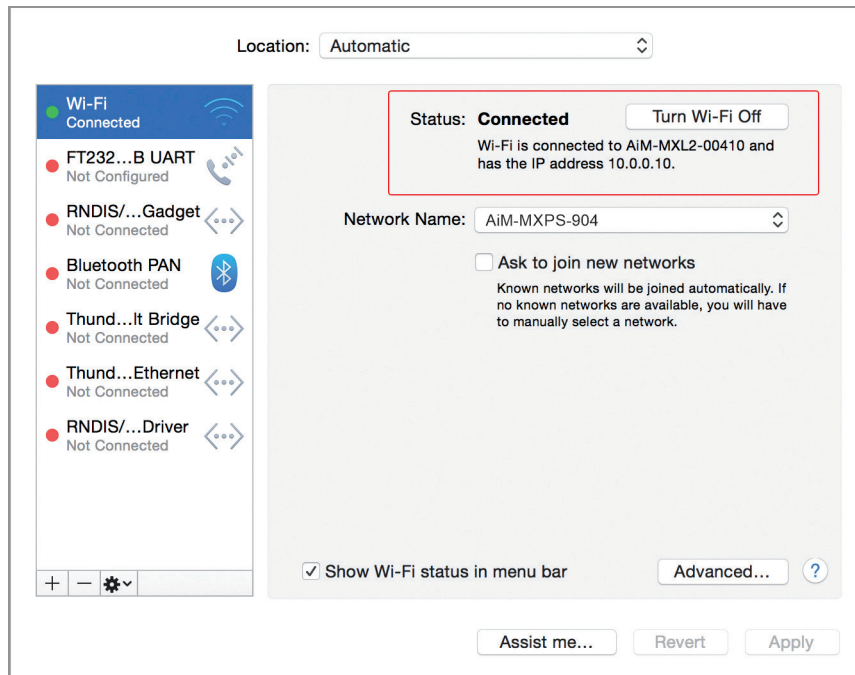 Location: Automatic
Wi-Fi
Connected
FT232...B UART
Not Configured
RNDIS/...Gadget
Not Connected
Bluetooth PAN
Not Connected
Thund...lt Bridge
Not Connected
Thund...Ethernet
Not Connected
RNDIS/...Driver
Not Connected
Status: Connected Turn Wi-Fi Off
Wi-Fi is connected to AiM-MXL2-00410 and
has the IP address 10.0.0.10.
Network Name: AiM-MXPS-904
Ask to join new networks
Known networks will be joined automatically. If
no known networks are available, you will have
to manually select a network.
Show Wi-Fi status in menu bar Advanced... ?
Assist me... Revert Apply